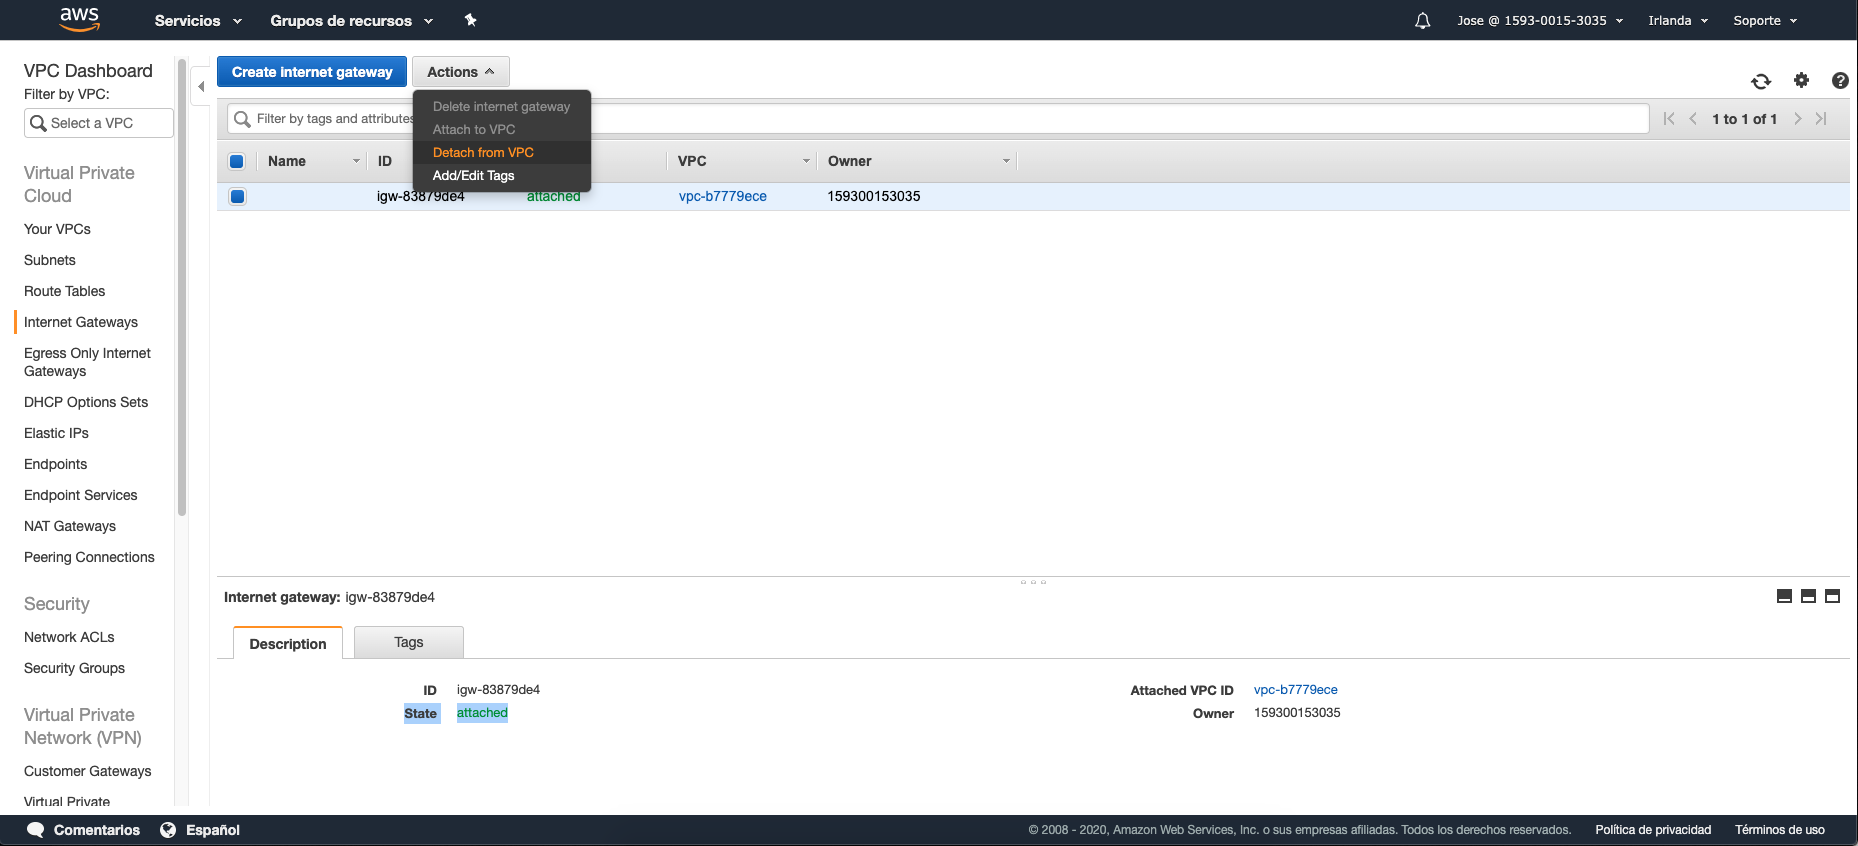 aws
Servicios
Grupos de recursos
Jose @ 1593-0015-3035
Irlanda
Soporte
VPC Dashboard
Filter by VPC:
Select a VPC
Virtual Private
Cloud
Your VPCs
Subnets
Route Tables
Internet Gateways
Egress Only Internet
Gateways
DHCP Options Sets
Elastic IPs
Endpoints
Endpoint Services
NAT Gateways
Peering Connections
Security
Network ACLs
Security Groups
Virtual Private
Network (VPN)
Customer Gateways
Virtual Private
Create internet gateway
Actions
Delete internet gateway
Attach to VPC
Detach from VPC
Add/Edit Tags
Filter by tags and attributes
1 to 1 of 1
Name
ID
VPC
Owner
igw-83879de4
attached
vpc-b7779ece
159300153035
Internet gateway: igw-83879de4
Description
Tags
ID igw-83879de4
State attached
Attached VPC ID vpc-b7779ece
Owner 159300153035
Comentarios
Español
© 2008 - 2020, Amazon Web Services, Inc. o sus empresas afiliadas. Todos los derechos reservados.
Política de privacidad
Términos de uso